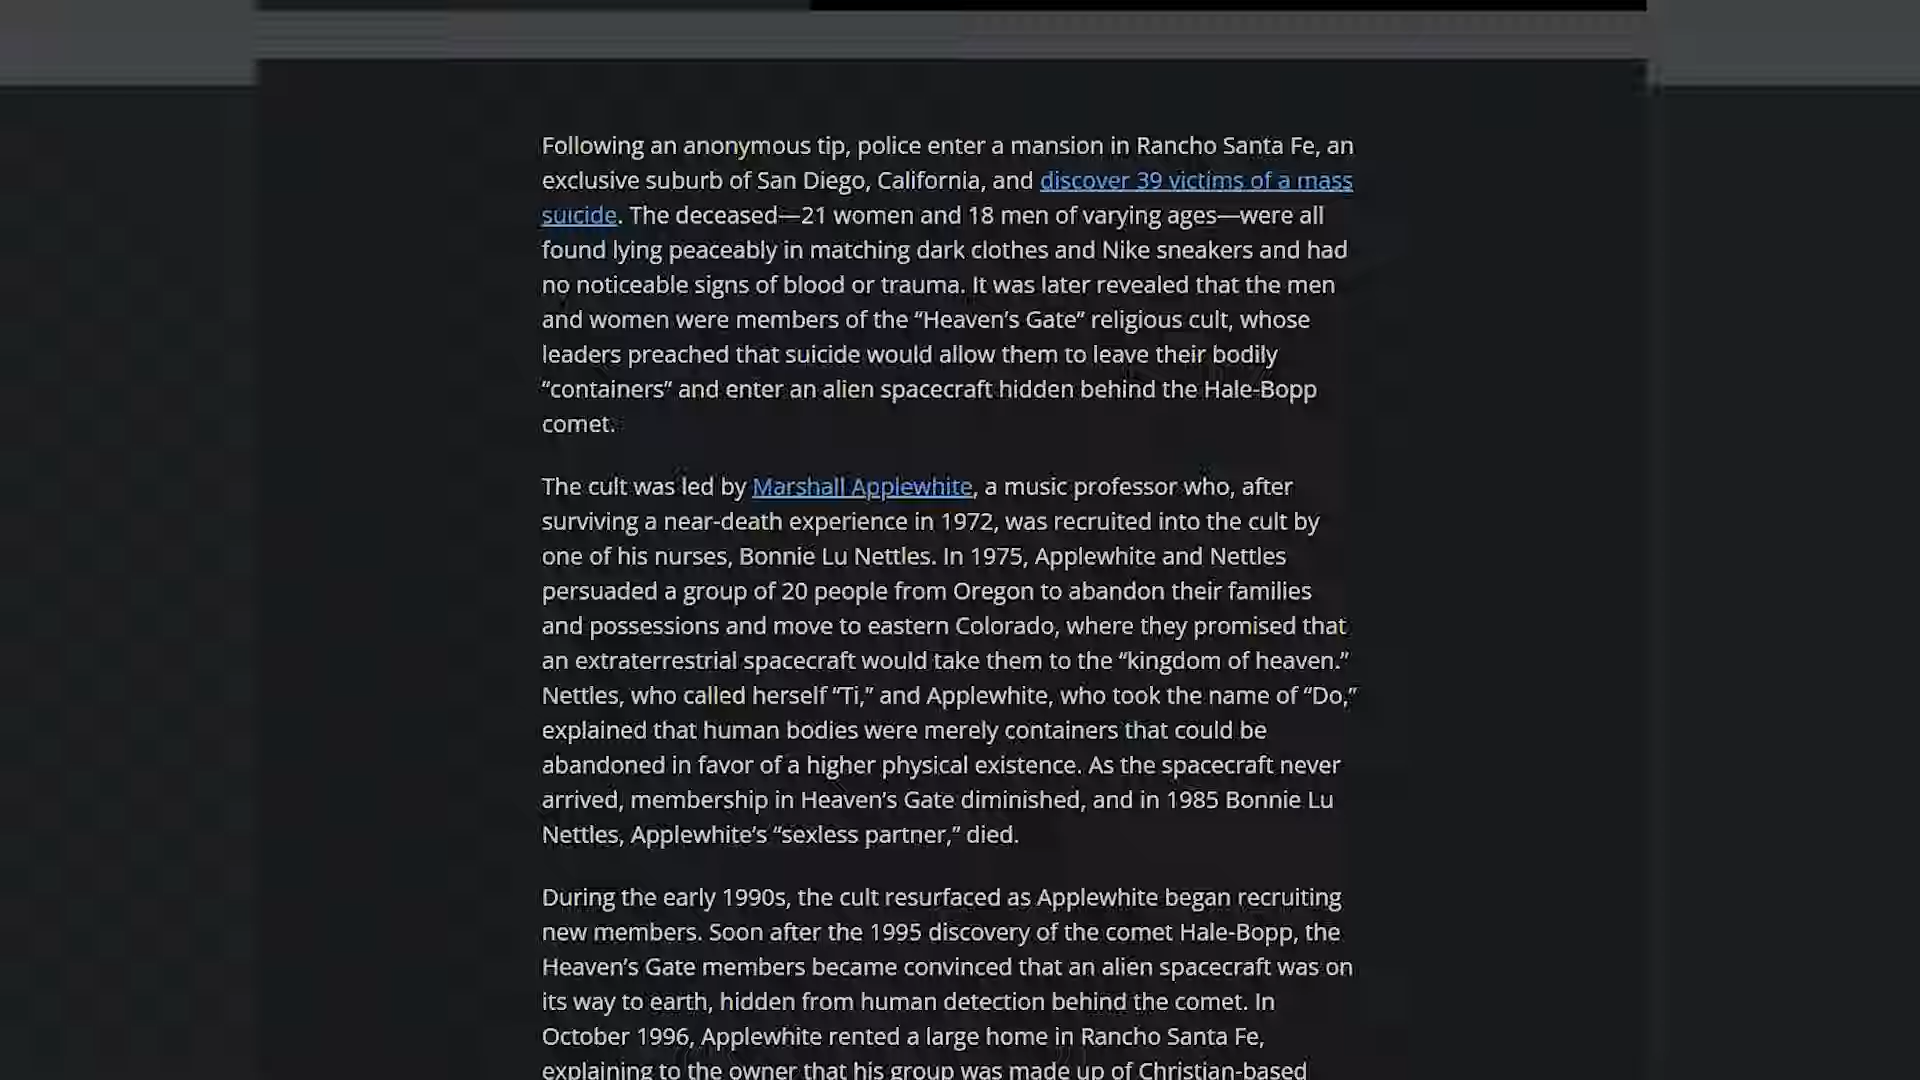 Following an anonymous tip, police enter a mansion in Rancho Santa Fe, an
exclusive suburb of San Diego, California, and discover 39 victims of a mass
suicide. The deceased—21 women and 18 men of varying ages—were all
found lying peaceably in matching dark clothes and Nike sneakers and had
no noticeable signs of blood or trauma. It was later revealed that the men
and women were members of the “Heaven’s Gate” religious cult, whose
leaders preached that suicide would allow them to leave their bodily
“containers” and enter an alien spacecraft hidden behind the Hale-Bopp
comet.
The cult was led by Marshall Applewhite, a music professor who, after
surviving a near-death experience in 1972, was recruited into the cult by
one of his nurses, Bonnie Lu Nettles. In 1975, Applewhite and Nettles
persuaded a group of 20 people from Oregon to abandon their families
and possessions and move to eastern Colorado, where they promised that
an extraterrestrial spacecraft would take them to the “kingdom of heaven.”
Nettles, who called herself “Ti,” and Applewhite, who took the name of “Do,”
explained that human bodies were merely containers that could be
abandoned in favor of a higher physical existence. As the spacecraft never
arrived, membership in Heaven’s Gate diminished, and in 1985 Bonnie Lu
Nettles, Applewhite’s “sexless partner,” died.
During the early 1990s, the cult resurfaced as Applewhite began recruiting
new members. Soon after the 1995 discovery of the comet Hale-Bopp, the
Heaven’s Gate members became convinced that an alien spacecraft was on
its way to earth, hidden from human detection behind the comet. In
October 1996, Applewhite rented a large home in Rancho Santa Fe,
explaining to the owner that his group was made up of Christian-based